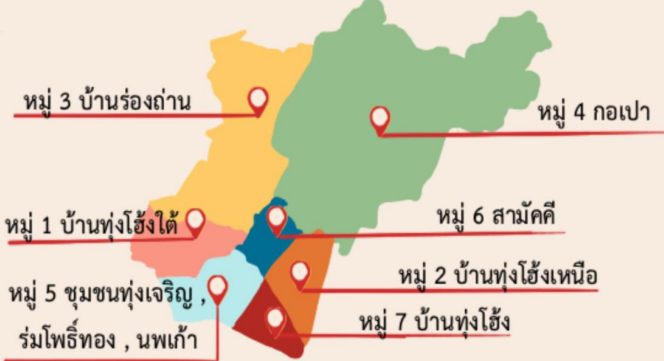 หมู่ 3 บ้านร่องถ่าน
หมู่ 4 กอเปา
หมู่ 1 บ้านทุ่งโฮ้งใต้
หมู่ 6 สามัคคี
หมู่ 2 บ้านทุ่งโฮ้งเหนือ
หมู่ 5 ชุมชนทุ่งเจริญ ,
ร่มโพธิ์ทอง , นพเก้า
หมู่ 7 บ้านทุ่งโฮ้ง